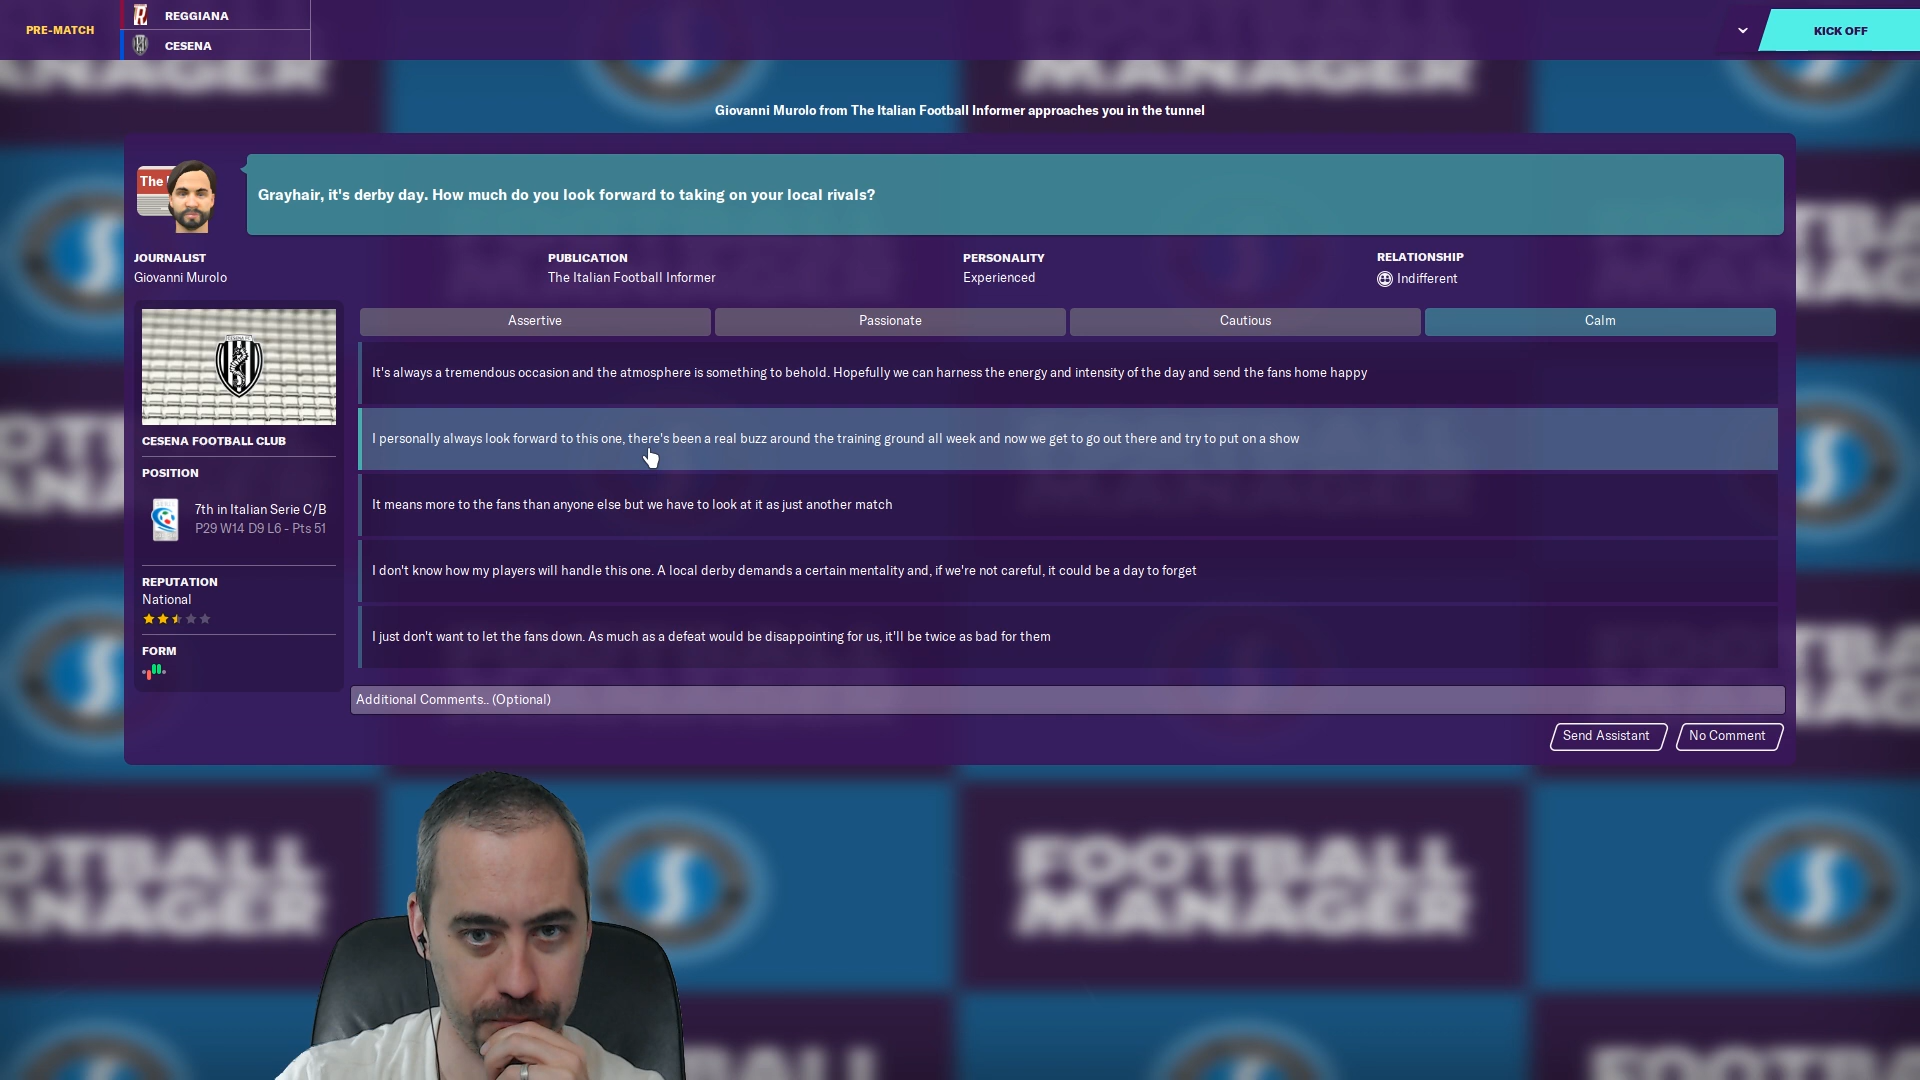 PRE-MATCH
REGGIANA
CESENA
KICK OFF
Giovanni Murolo from The Italian Football Informer approaches you in the tunnel
The
Grayhair, it's derby day. How much do you look forward to taking on your local rivals?
JOURNALIST
Giovanni Murolo
PUBLICATION
The Italian Football Informer
PERSONALITY
Experienced
RELATIONSHIP
Indifferent
Assertive
Passionate
Cautious
Calm
It's always a tremendous occasion and the atmosphere is something to behold. Hopefully we can harness the energy and intensity of the day and send the fans home happy
I personally always look forward to this one, there's been a real buzz around the training ground all week and now we get to go out there and try to put on a show
It means more to the fans than anyone else but we have to look at it as just another match
I don't know how my players will handle this one. A local derby demands a certain mentality and, if we're not careful, it could be a day to forget
I just don't want to let the fans down. As much as a defeat would be disappointing for us, it'll be twice as bad for them
CESENA FOOTBALL CLUB
POSITION
7th in Italian Serie C/B
P29 W14 D9 L6 - Pts 51
REPUTATION
National
FORM
Additional Comments.. (Optional)
Send Assistant
No Comment
FOOTBALL
MANAGER